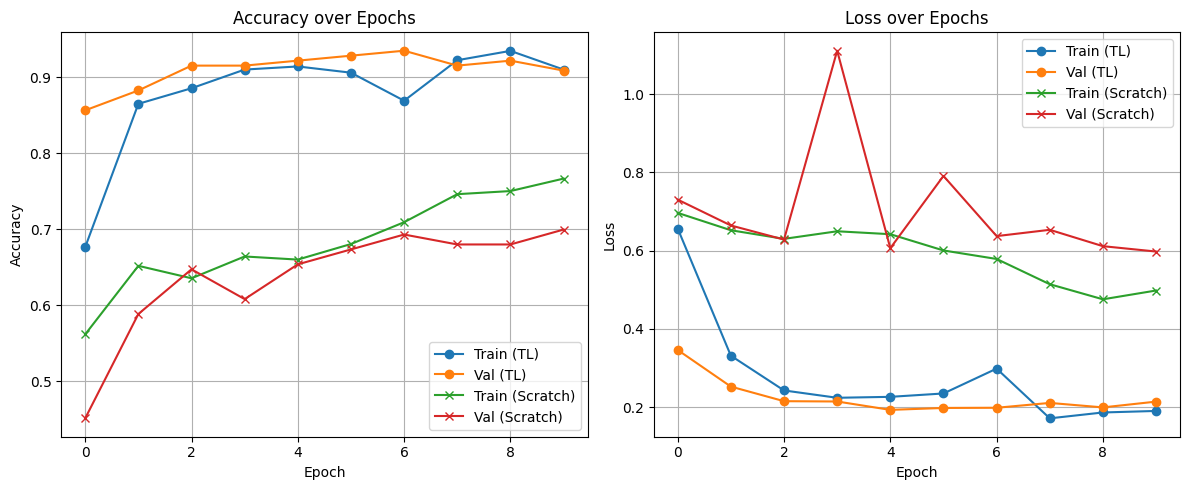 Accuracy over Epochs
0.9
0.8
0.7
0.6
0.5
Accuracy
0 2 4 6 8
Epoch
Train (TL)
Val (TL)
Train (Scratch)
Val (Scratch)
Loss over Epochs
1.0
0.8
0.6
0.4
0.2
Loss
0 2 4 6 8
Epoch
Train (TL)
Val (TL)
Train (Scratch)
Val (Scratch)